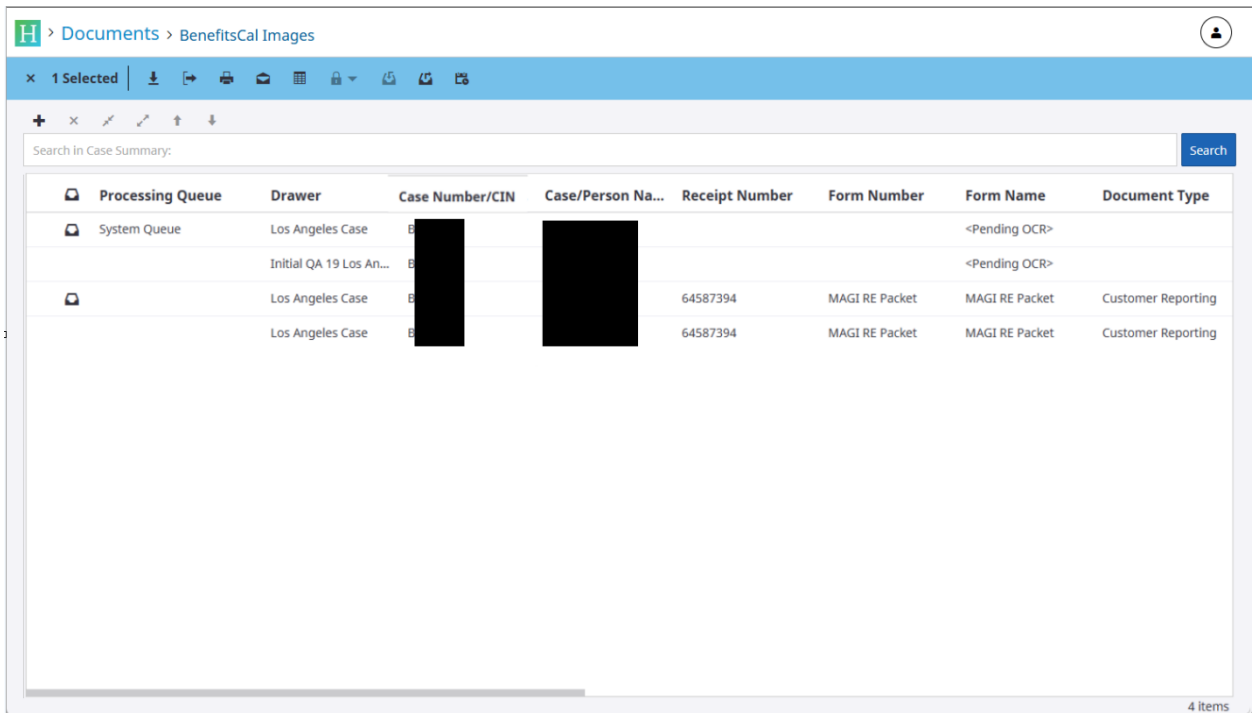 H > Documents > BenefitsCal Images
× 1 Selected
Search in Case Summary:
Search
Processing Queue Drawer Case Number/CIN Case/Person Na... Receipt Number Form Number Form Name Document Type
System Queue Los Angeles Case B <Pending OCR>
Initial QA 19 Los An... B <Pending OCR>
Los Angeles Case B 64587394 MAGI RE Packet MAGI RE Packet Customer Reporting
Los Angeles Case B 64587394 MAGI RE Packet MAGI RE Packet Customer Reporting
4 items